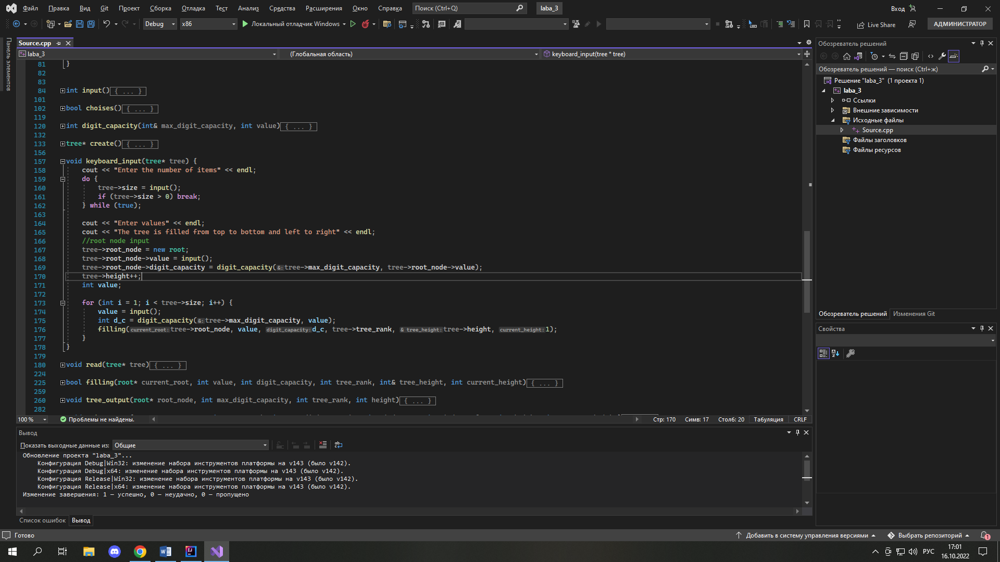 Файл Правка Вид Git Проект Сборка Отладка Тест Анализ Средства Расширения Окно Справка Поиск (Ctrl+Q) laba_3 Вход
Debug x86 Локальный отладчик Windows Live Share АДМИНИСТРАТОР
Панель элементов
Source.cpp
laba_3 (Глобальная область) keyboard_input(tree * tree)
81 }
82
83
84 int input(){ ... }
101
102 bool choises(){ ... }
119
120 int digit_capacity(int& max_digit_capacity, int value){ ... }
132
133 tree* create(){ ... }
156
157 void keyboard_input(tree* tree) {
158 cout << "Enter the number of items" << endl;
159 do {
160 tree->size = input();
161 if (tree->size > 0) break;
162 } while (true);
163
164 cout << "Enter values" << endl;
165 cout << "The tree is filled from top to bottom and left to right" << endl;
166 //root node input
167 tree->root_node = new root;
168 tree->root_node->value = input();
169 tree->root_node->digit_capacity = digit_capacity(&:tree->max_digit_capacity, tree->root_node->value);
170 tree->height++;
171 int value;
172
173 for (int i = 1; i < tree->size; i++) {
174 value = input();
175 int d_c = digit_capacity(&:tree->max_digit_capacity, value);
176 filling(current_root:tree->root_node, value, digit_capacity:d_c, tree->tree_rank, & tree_height:tree->height, current_height:1);
177 }
178 }
179
180 void read(tree* tree){ ... }
224
225 bool filling(root* current_root, int value, int digit_capacity, int tree_rank, int& tree_height, int current_height){ ... }
259
260 void tree_output(root* root_node, int max_digit_capacity, int tree_rank, int height){ ... }
282
100 % Проблемы не найдены. Стр: 170 Симв: 17 Столб: 20 Табуляция CRLF
Вывод
Показать выходные данные из: Общие
Обновление проекта "laba_3"...
Конфигурация Debug|Win32: изменение набора инструментов платформы на v143 (было v142).
Конфигурация Debug|x64: изменение набора инструментов платформы на v143 (было v142).
Конфигурация Release|Win32: изменение набора инструментов платформы на v143 (было v142).
Конфигурация Release|x64: изменение набора инструментов платформы на v143 (было v142).
Изменение завершения: 1 — успешно, 0 — неудачно, 0 — пропущено
Список ошибок Вывод
Обозреватель решений
Обозреватель решений — поиск (Ctrl+ж)
Решение "laba_3" (1 проекта 1)
laba_3
Ссылки
Внешние зависимости
Исходные файлы
Source.cpp
Файлы заголовков
Файлы ресурсов
Обозреватель решений Изменения Git
Свойства
Готово Добавить в систему управления версиями Выбрать репозиторий 1
РУС 17:01
16.10.2022